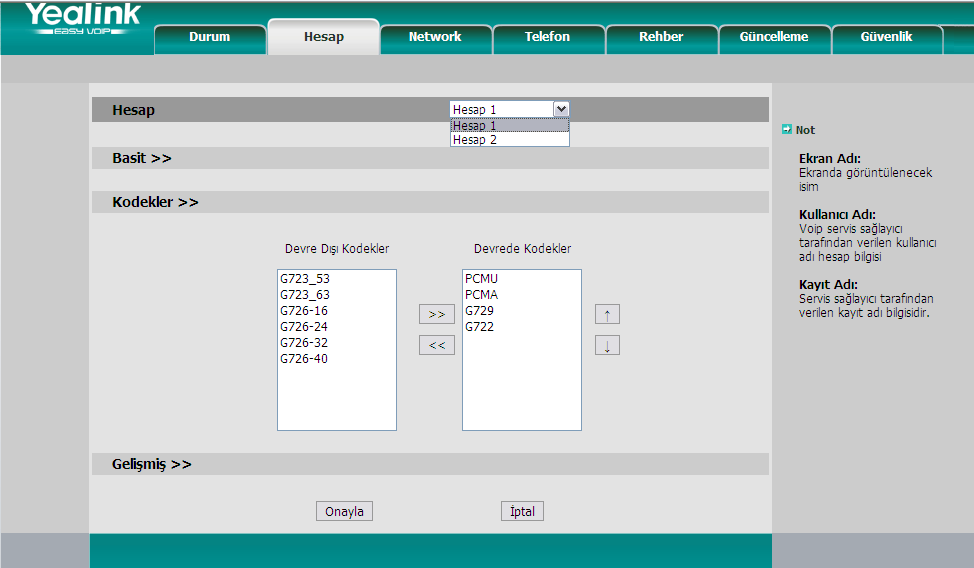 Yealink
EASY VOIP
Durum
Hesap
Network
Telefon
Rehber
Güncelleme
Güvenlik
Hesap
Hesap 1
Hesap 1
Hesap 2
Basit >>
Kodekler >>
Devre Dışı Kodekler
G723_53
G723_63
G726-16
G726-24
G726-32
G726-40
>>
<<
Devrede Kodekler
PCMU
PCMA
G729
G722
↑
↓
Gelişmiş >>
Onayla
İptal
Not
Ekran Adı:
Ekranda görüntülenecek
isim
Kullanıcı Adı:
Voip servis sağlayıcı
tarafından verilen kullanıcı
adı hesap bilgisi
Kayıt Adı:
Servis sağlayıcı tarafından
verilen kayıt adı bilgisidir.